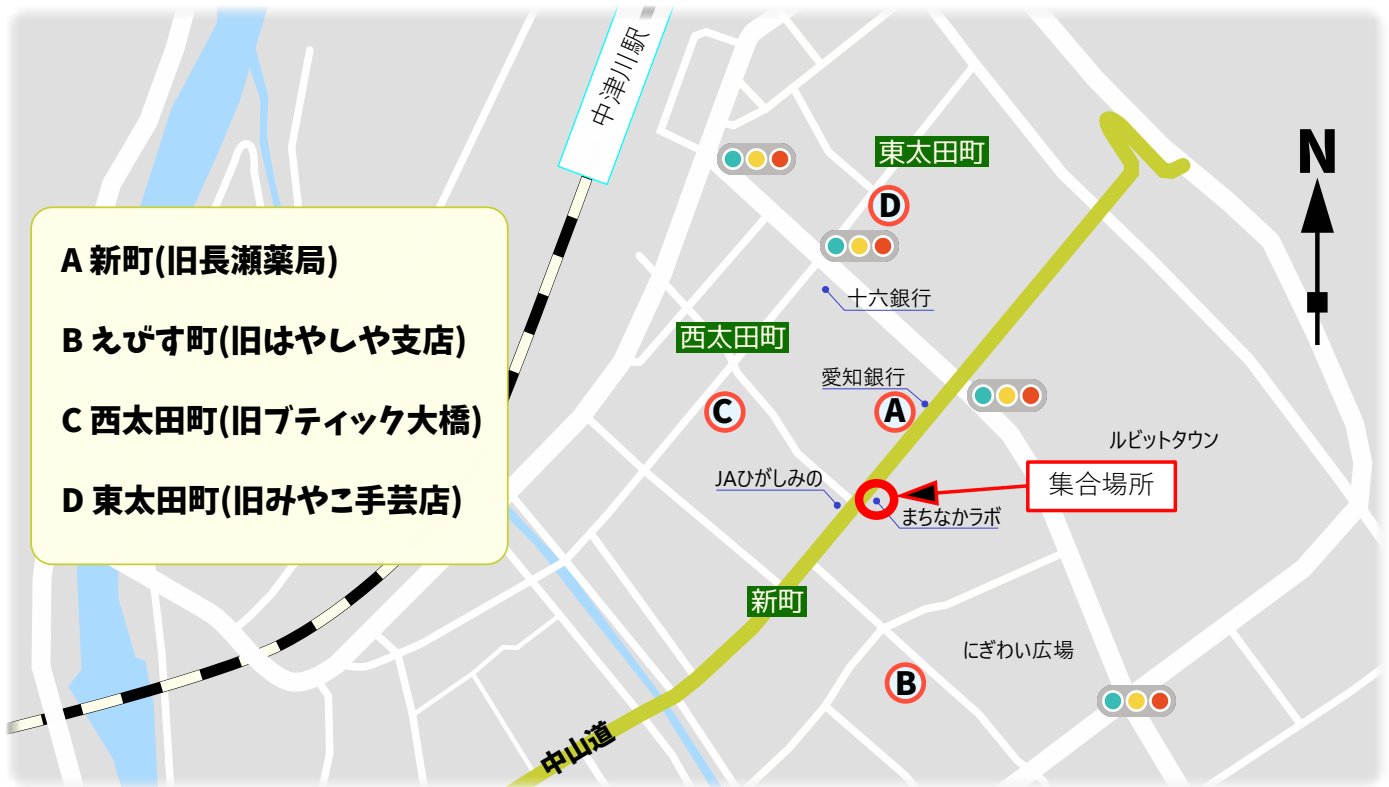 中津川駅
N
東太田町
D
A 新町(旧長瀬薬局)
B えびす町(旧はやしや支店)
C 西太田町(旧ブティック大橋)
D 東太田町(旧みやこ手芸店)
十六銀行
西太田町
愛知銀行
C
A
ルビットタウン
JAひがしみの
集合場所
まちなかラボ
新町
にぎわい広場
B
中山道